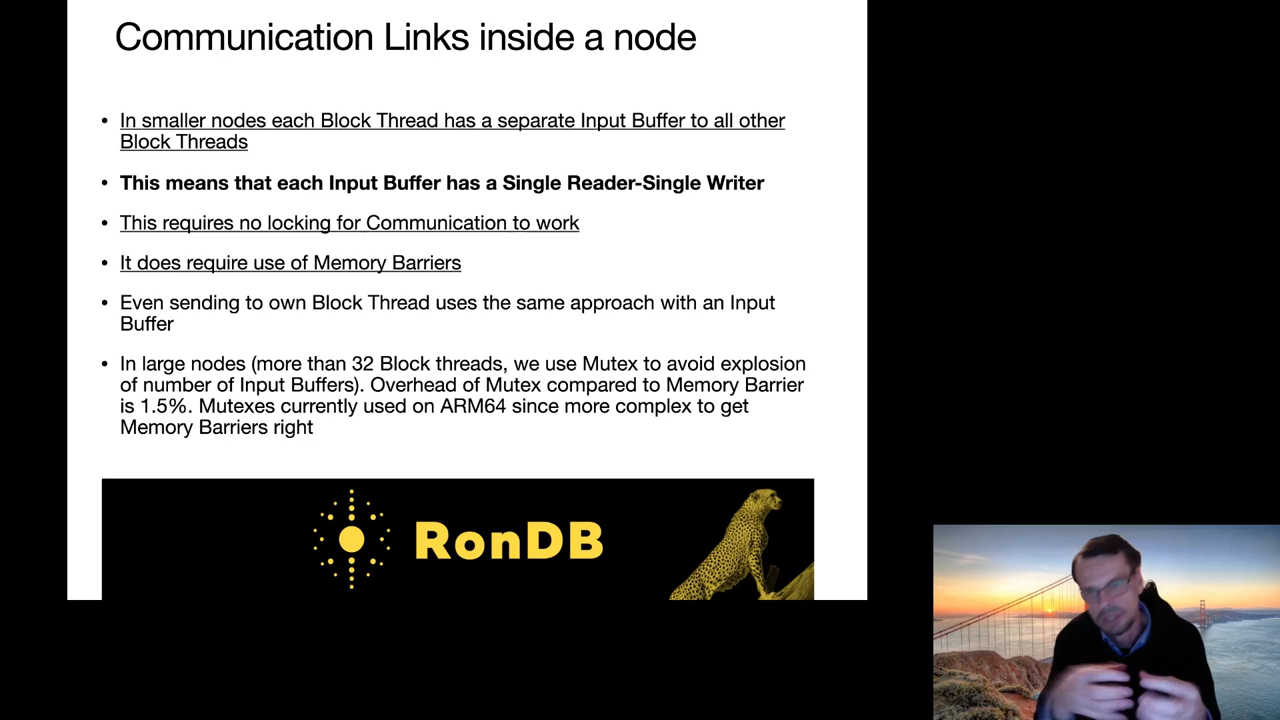 Communication Links inside a node
• In smaller nodes each Block Thread has a separate Input Buffer to all other
Block Threads
• This means that each Input Buffer has a Single Reader-Single Writer
• This requires no locking for Communication to work
• It does require use of Memory Barriers
• Even sending to own Block Thread uses the same approach with an Input
Buffer
• In large nodes (more than 32 Block threads, we use Mutex to avoid explosion
of number of Input Buffers). Overhead of Mutex compared to Memory Barrier
is 1.5%. Mutexes currently used on ARM64 since more complex to get
Memory Barriers right
RonDB